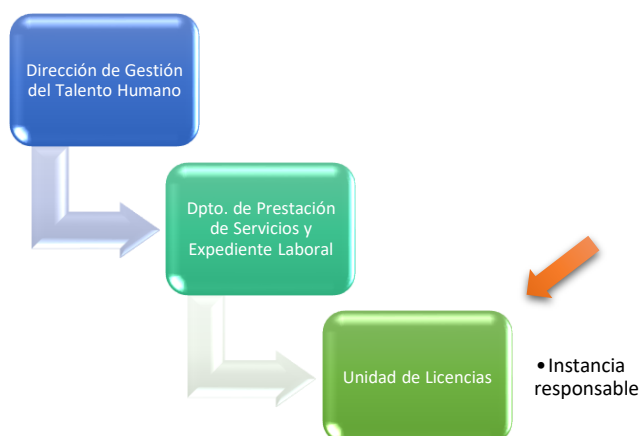 Dirección de Gestión
del Talento Humano
Dpto. de Prestación
de Servicios y
Expediente Laboral
Unidad de Licencias
•Instancia
responsable